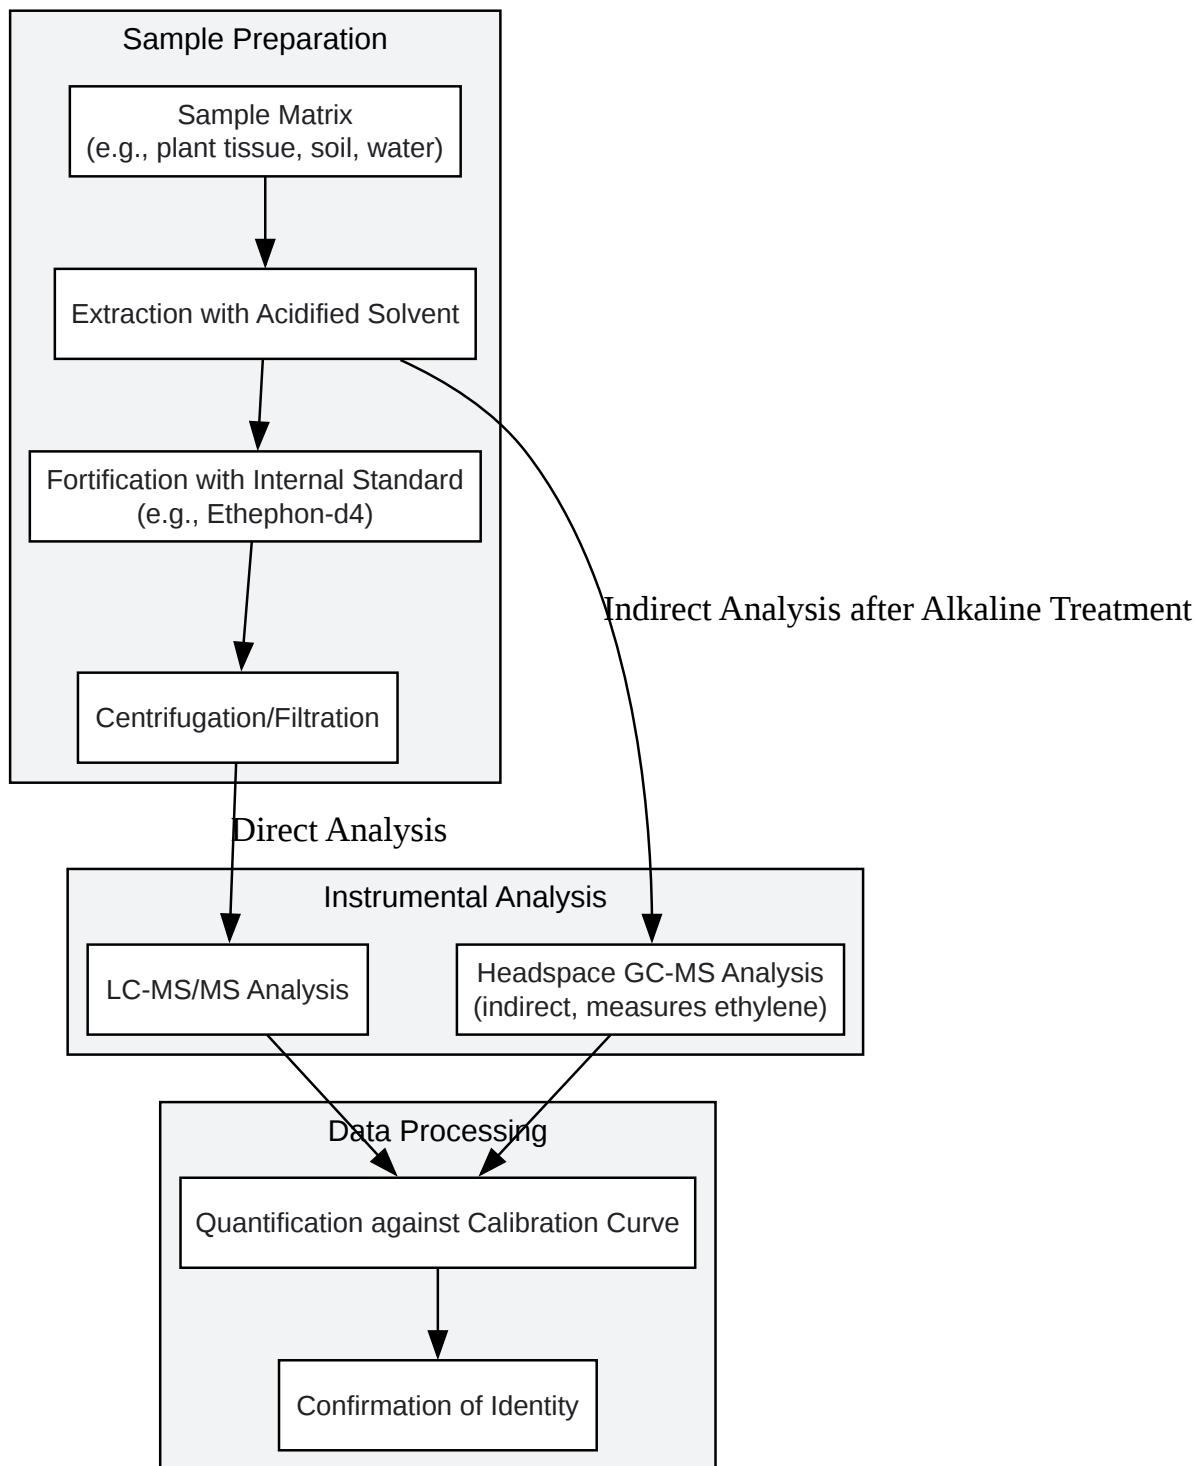 Sample Preparation
Sample Matrix
(e.g., plant tissue, soil, water)
Extraction with Acidified Solvent
Fortification with Internal Standard
(e.g., Ethephon-d4)
Indirect Analysis after Alkaline Treatment
Centrifugation/Filtration
Direct Analysis
Instrumental Analysis
LC-MS/MS Analysis
Headspace GC-MS Analysis
(indirect, measures ethylene)
Data Processing
Quantification against Calibration Curve
Confirmation of Identity